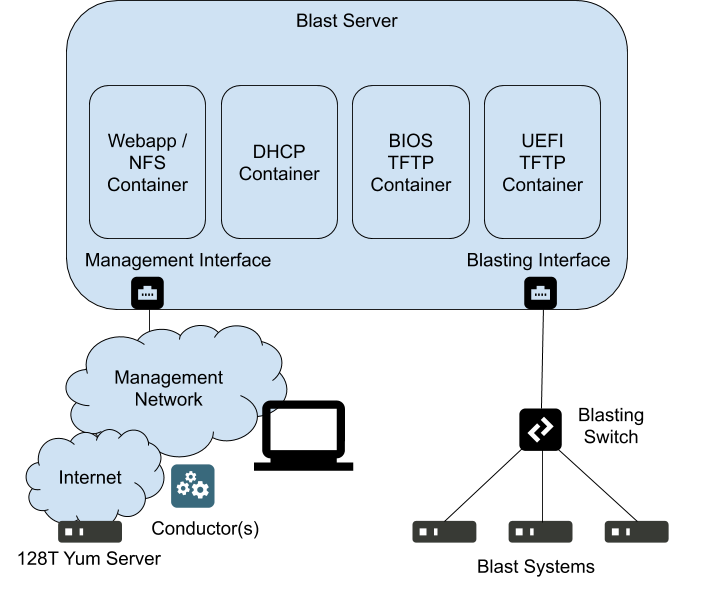 Blast Server
Webapp /
NFS
Container
DHCP
Container
BIOS
TFTP
Container
UEFI
TFTP
Container
Management Interface
Blasting Interface
Management
Network
Blasting
Switch
Internet
Conductor(s)
128T Yum Server
Blast Systems